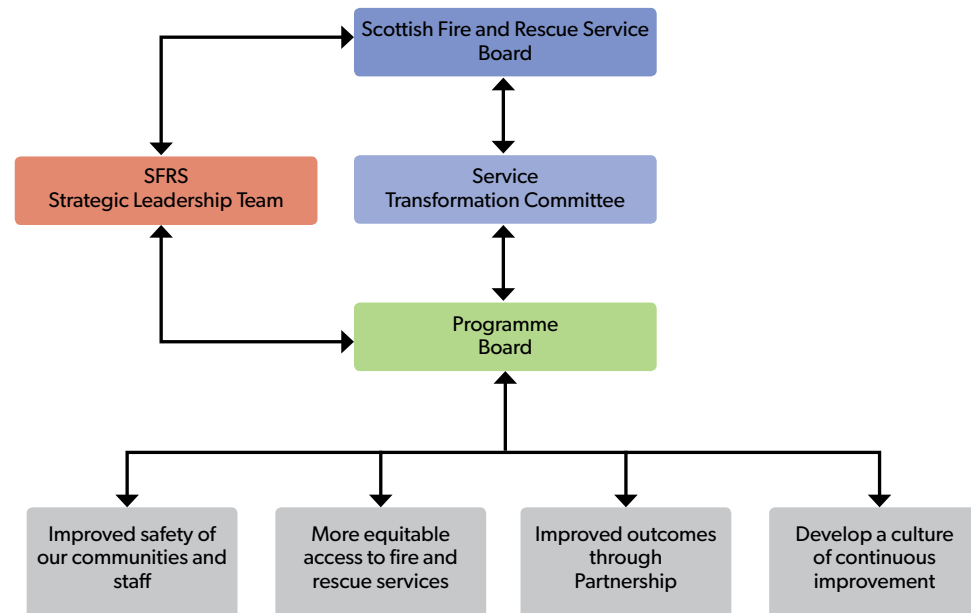 Scottish Fire and Rescue Service
Board
SFRS
Strategic Leadership Team
Service
Transformation Committee
Programme
Board
Improved safety of
our communities and
staff
More equitable
access to fire and
rescue services
Improved outcomes
through
Partnership
Develop a culture
of continuous
improvement